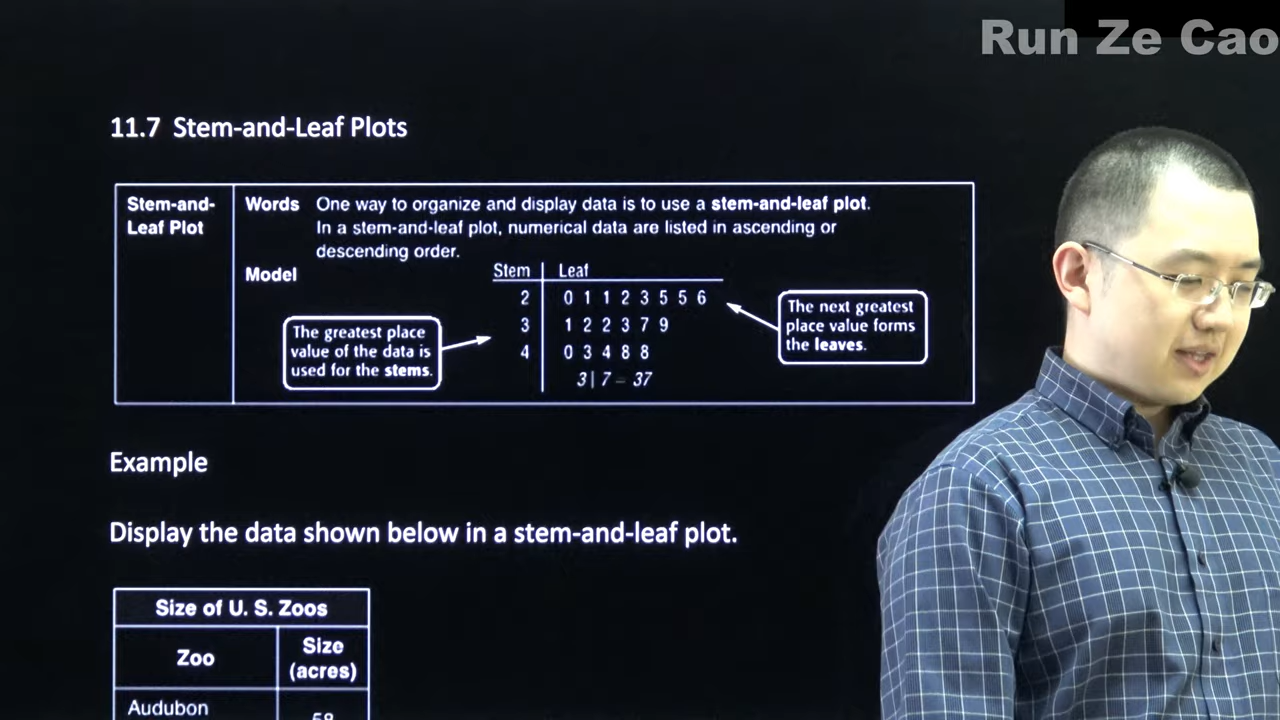 Run Ze Cao
11.7 Stem-and-Leaf Plots
Stem-and-
Leaf Plot
Words One way to organize and display data is to use a stem-and-leaf plot.
In a stem-and-leaf plot, numerical data are listed in ascending or
descending order.
Model
Stem Leaf
2 0 1 1 2 3 5 5 6
3 1 2 2 3 7 9
4 0 3 4 8 8
3| 7 = 37
The greatest place
value of the data is
used for the stems.
The next greatest
place value forms
the leaves.
Example
Display the data shown below in a stem-and-leaf plot.
Size of U. S. Zoos
Zoo
Size
(acres)
Audubon
58